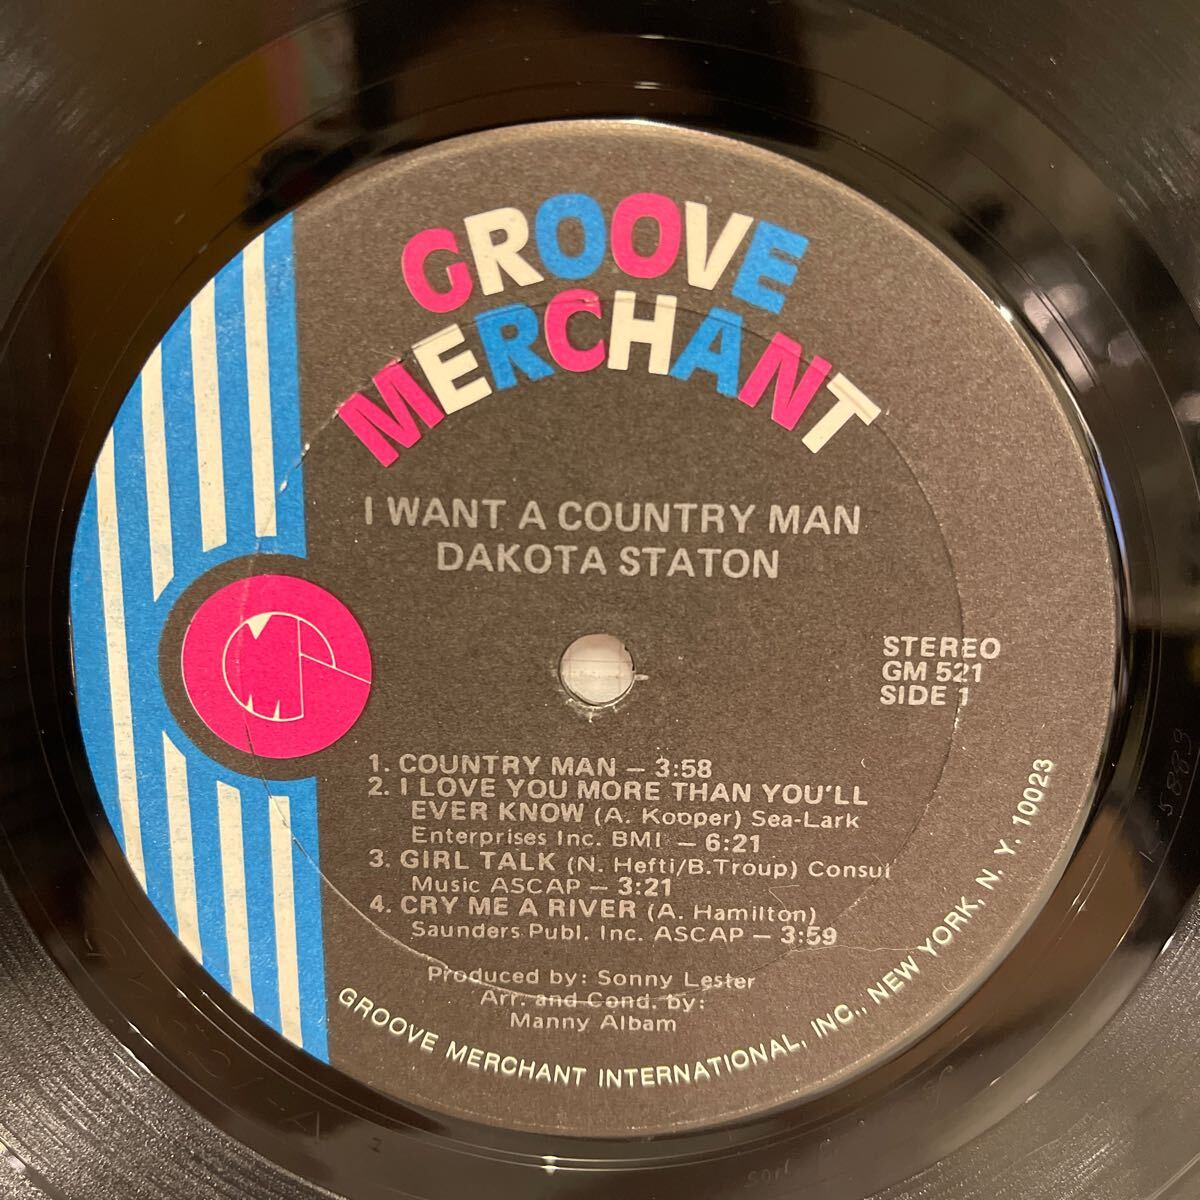 GROOVE
MERCHANT
I WANT A COUNTRY MAN
DAKOTA STATON
STEREO
GM 521
SIDE 1
1. COUNTRY MAN – 3:58
2. I LOVE YOU MORE THAN YOU'LL
EVER KNOW (A. Kooper) Sea-Lark
Enterprises Inc. BMI – 6:21
3. GIRL TALK (N. Hefti/B.Troup) Consul
Music ASCAP – 3:21
4. CRY ME A RIVER (A. Hamilton)
Saunders Publ. Inc. ASCAP – 3:59
Produced by: Sonny Lester
Arr. and Cond. by:
Manny Albam
GROOVE MERCHANT INTERNATIONAL, INC., NEW YORK, N. Y. 10023